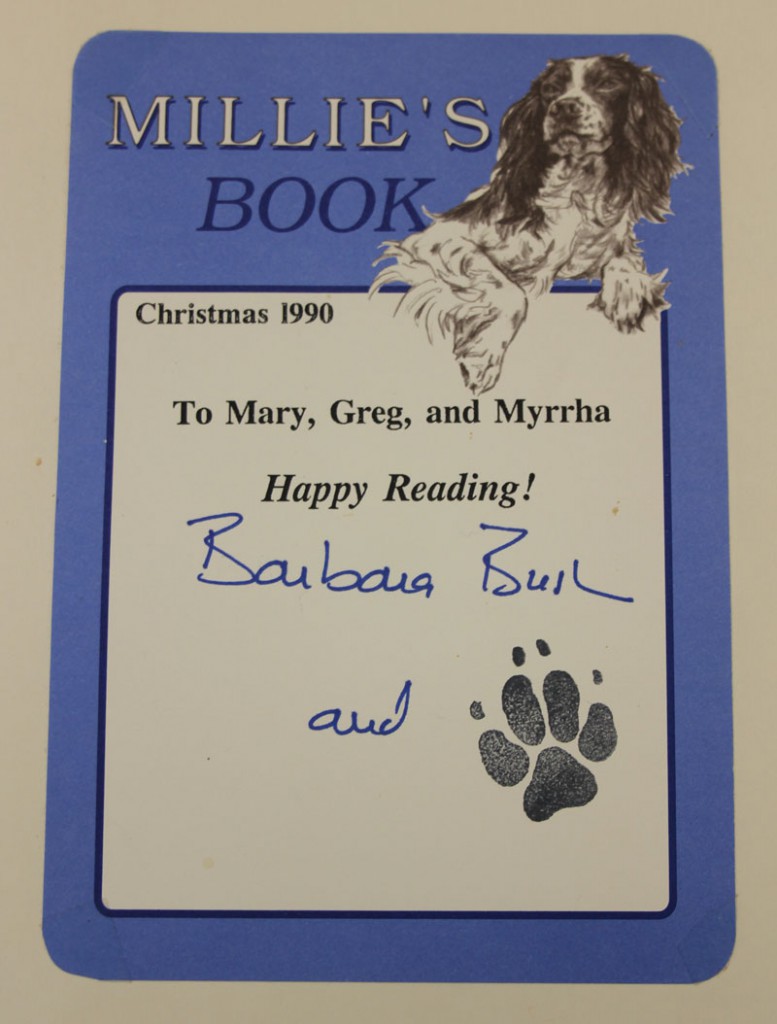 MILLIE'S
BOOK
Christmas 1990
To Mary, Greg, and Myrrha
Happy Reading!
Barbara Bush
and